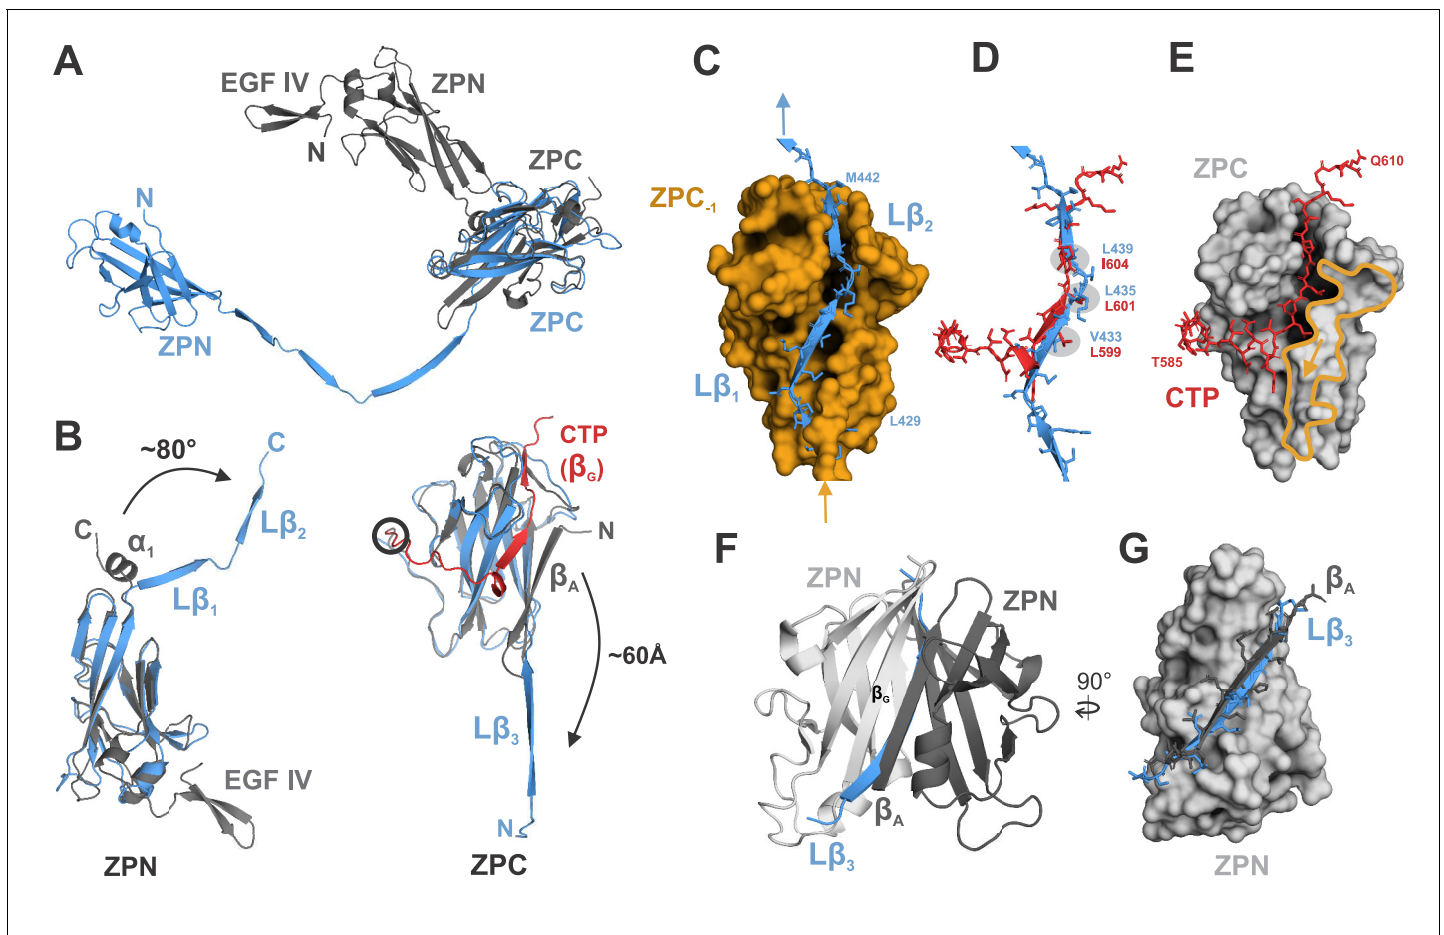 A
EGF IV
ZPN
N
ZPC
N
ZPN
ZPC
B
~80°
C
C
α1
Lβ2
Lβ1
EGF IV
ZPN
CTP
(βG)
N
βA
~60Å
Lβ3
N
ZPC
C
ZPC-1
M442
Lβ2
Lβ1
L429
D
L439
I604
L435
L601
V433
L599
E
ZPC
Q610
T585
CTP
F
ZPN
ZPN
βG
βA
Lβ3
90°
G
βA
Lβ3
ZPN